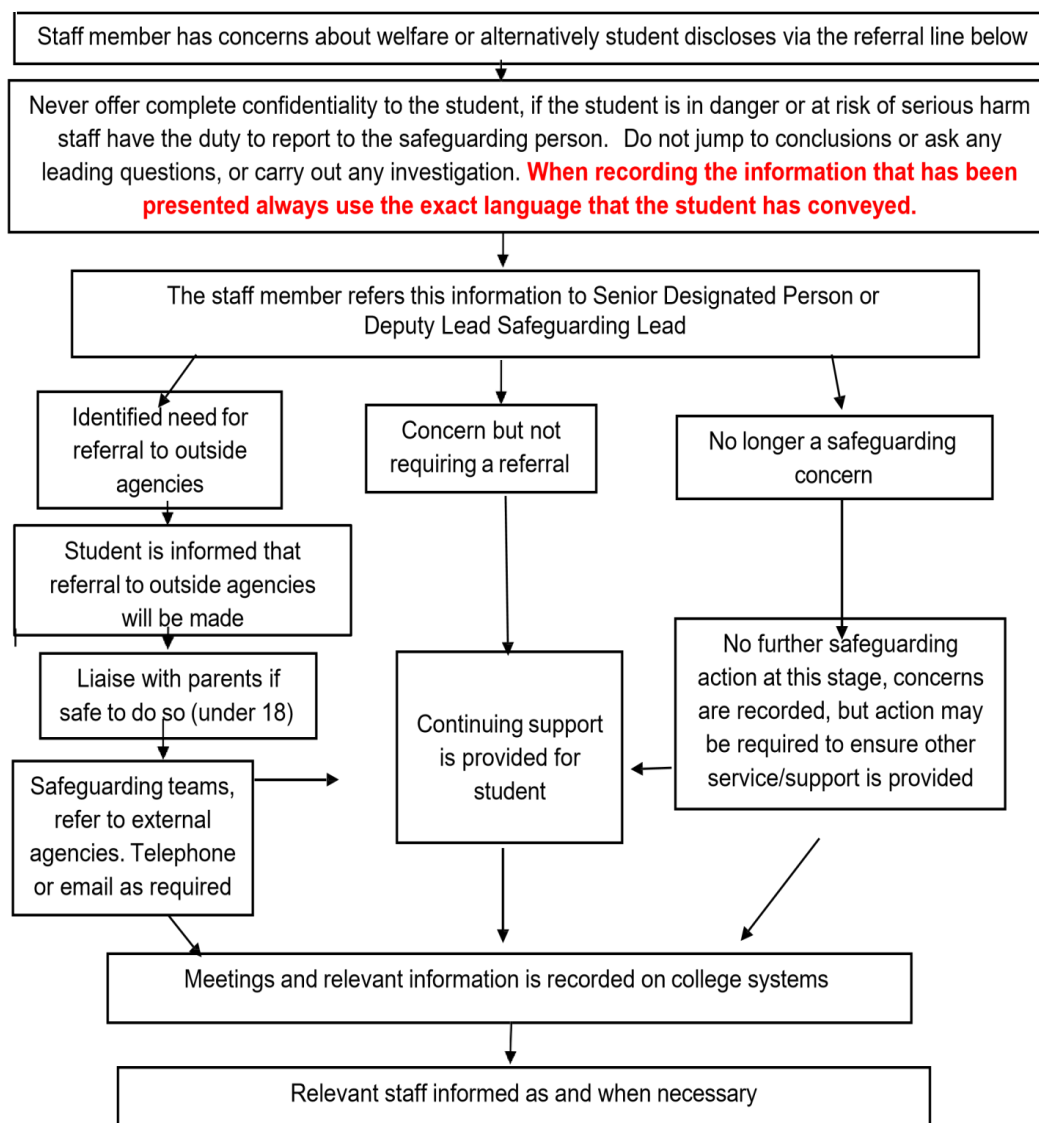 Staff member has concerns about welfare or alternatively student discloses via the referral line below
Never offer complete confidentiality to the student, if the student is in danger or at risk of serious harm
staff have the duty to report to the safeguarding person. Do not jump to conclusions or ask any
leading questions, or carry out any investigation. When recording the information that has been
presented always use the exact language that the student has conveyed.
The staff member refers this information to Senior Designated Person or
Deputy Lead Safeguarding Lead
Identified need for
referral to outside
agencies
Concern but not
requiring a referral
No longer a safeguarding
concern
Student is informed that
referral to outside agencies
will be made
Liaise with parents if
safe to do so (under 18)
Safeguarding teams,
refer to external
agencies. Telephone
or email as required
Continuing support
is provided for
student
No further safeguarding
action at this stage, concerns
are recorded, but action may
be required to ensure other
service/support is provided
Meetings and relevant information is recorded on college systems
Relevant staff informed as and when necessary